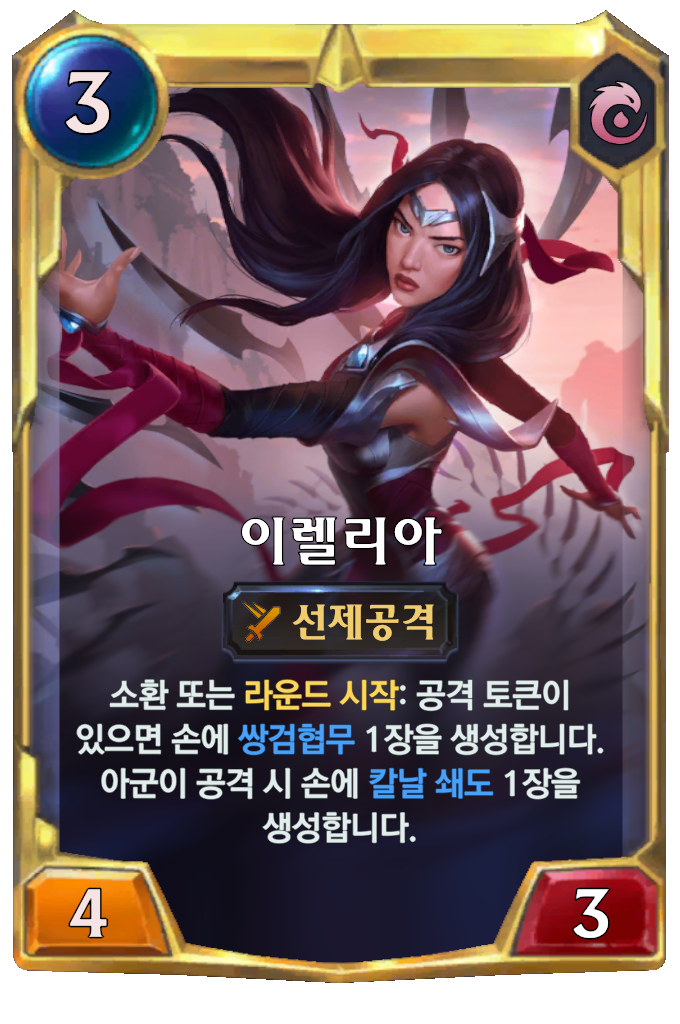 3
이렐리아
선제공격
소환 또는 라운드 시작: 공격 토큰이
있으면 손에 쌍검협무 1장을 생성합니다.
아군이 공격 시 손에 칼날 쇄도 1장을
생성합니다.
4
3